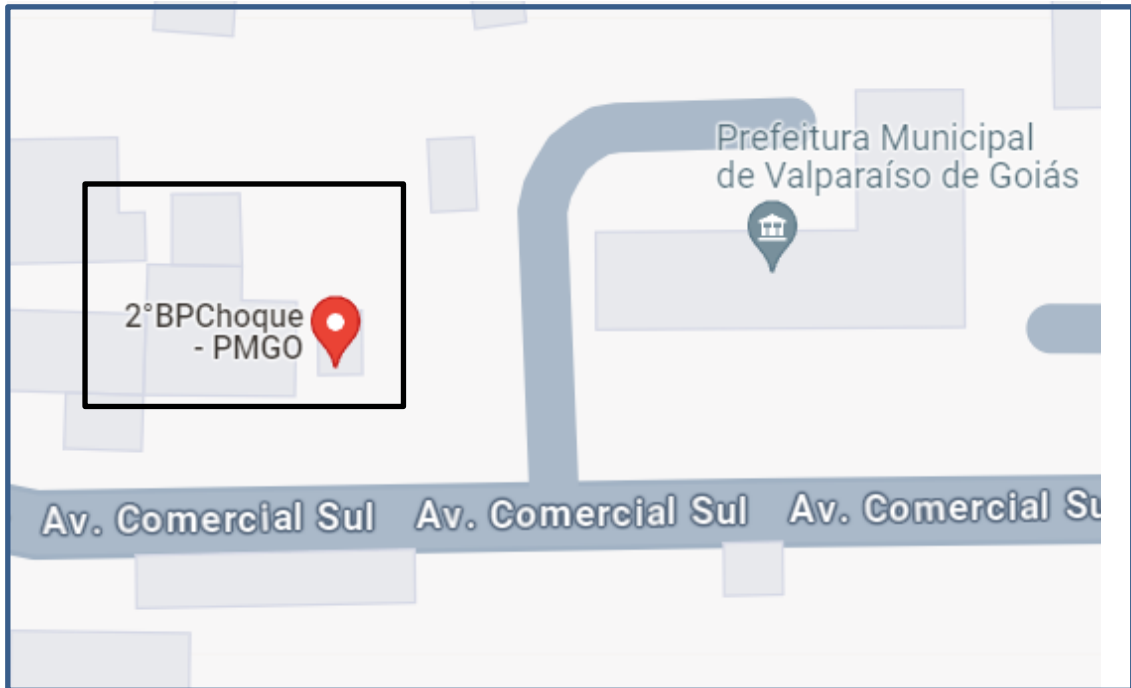 Prefeitura Municipal
de Valparaíso de Goiás
2°BPChoque
- PMGO
Av. Comercial Sul
Av. Comercial Sul
Av. Comercial Su